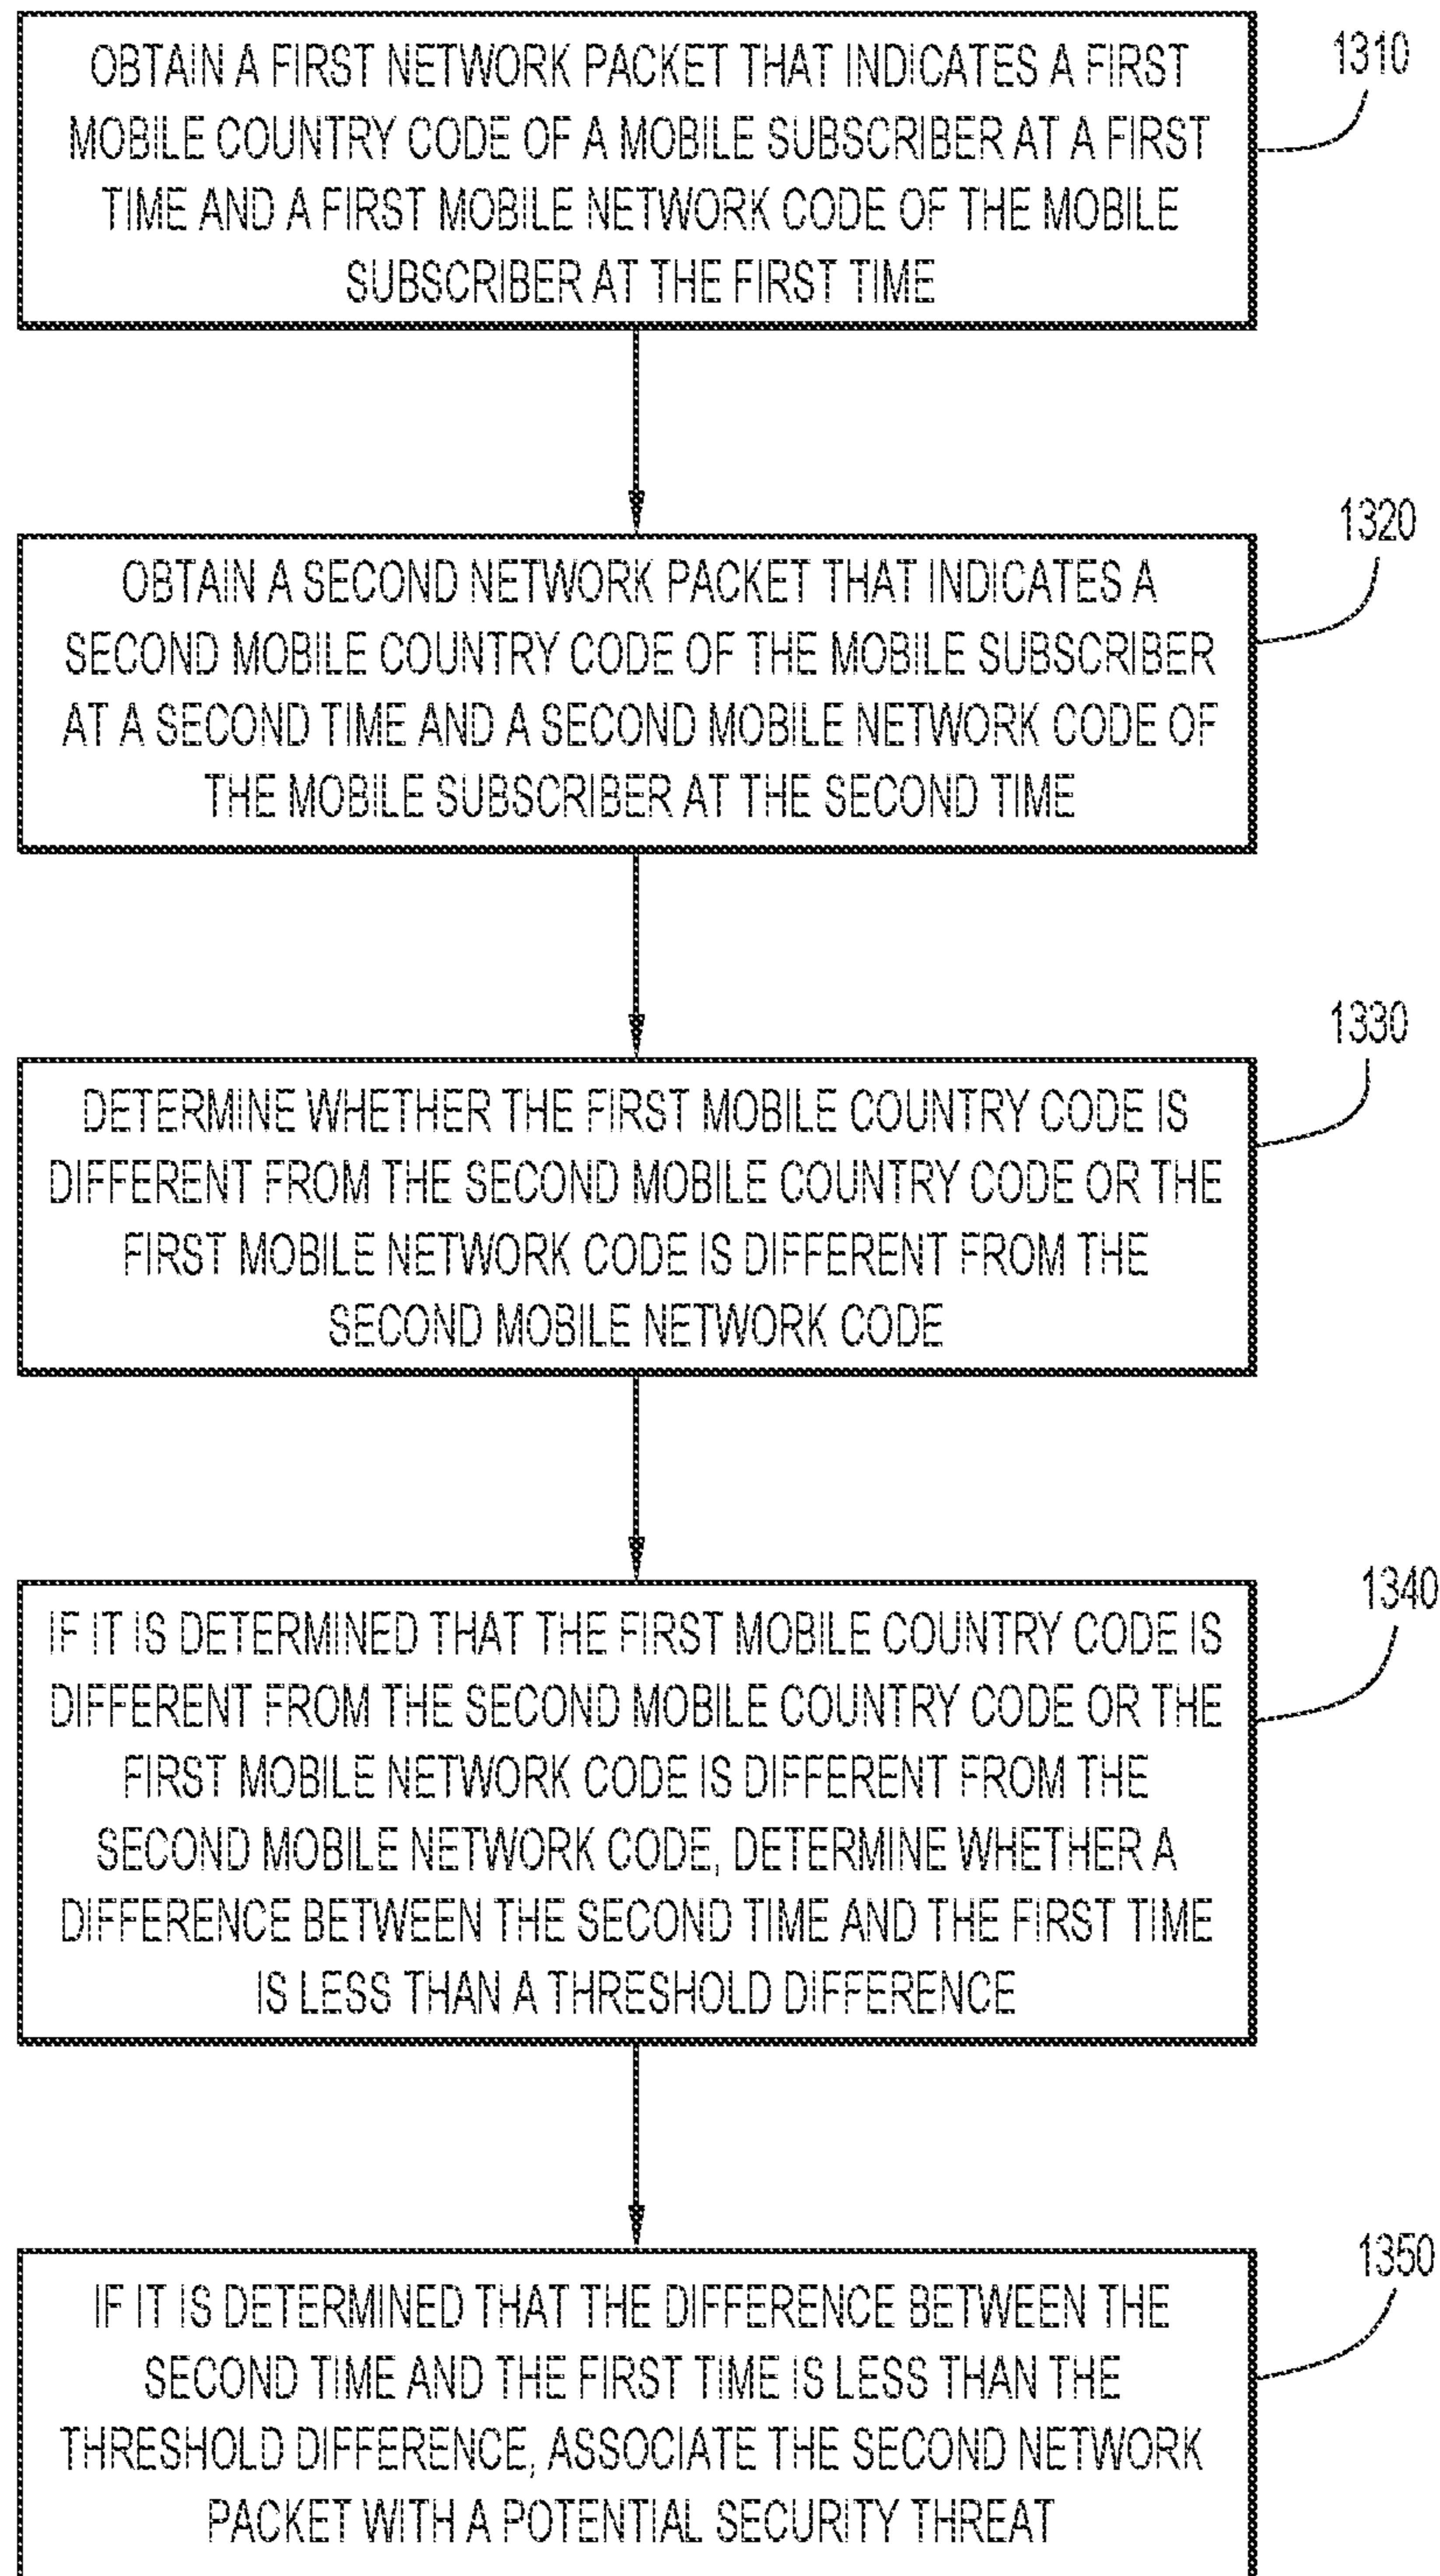 OBTAIN A FIRST NETWORK PACKET THAT INDICATES A FIRST
MOBILE COUNTRY CODE OF A MOBILE SUBSCRIBER AT A FIRST
TIME AND A FIRST MOBILE NETWORK CODE OF THE MOBILE
SUBSCRIBER AT THE FIRST TIME
1310
OBTAIN A SECOND NETWORK PACKET THAT INDICATES A
SECOND MOBILE COUNTRY CODE OF THE MOBILE SUBSCRIBER
AT A SECOND TIME AND A SECOND MOBILE NETWORK CODE OF
THE MOBILE SUBSCRIBER AT THE SECOND TIME
1320
DETERMINE WHETHER THE FIRST MOBILE COUNTRY CODE IS
DIFFERENT FROM THE SECOND MOBILE COUNTRY CODE OR THE
FIRST MOBILE NETWORK CODE IS DIFFERENT FROM THE
SECOND MOBILE NETWORK CODE
1330
IF IT IS DETERMINED THAT THE FIRST MOBILE COUNTRY CODE IS
DIFFERENT FROM THE SECOND MOBILE COUNTRY CODE OR THE
FIRST MOBILE NETWORK CODE IS DIFFERENT FROM THE
SECOND MOBILE NETWORK CODE, DETERMINE WHETHER A
DIFFERENCE BETWEEN THE SECOND TIME AND THE FIRST TIME
IS LESS THAN A THRESHOLD DIFFERENCE
1340
IF IT IS DETERMINED THAT THE DIFFERENCE BETWEEN THE
SECOND TIME AND THE FIRST TIME IS LESS THAN THE
THRESHOLD DIFFERENCE, ASSOCIATE THE SECOND NETWORK
PACKET WITH A POTENTIAL SECURITY THREAT
1350